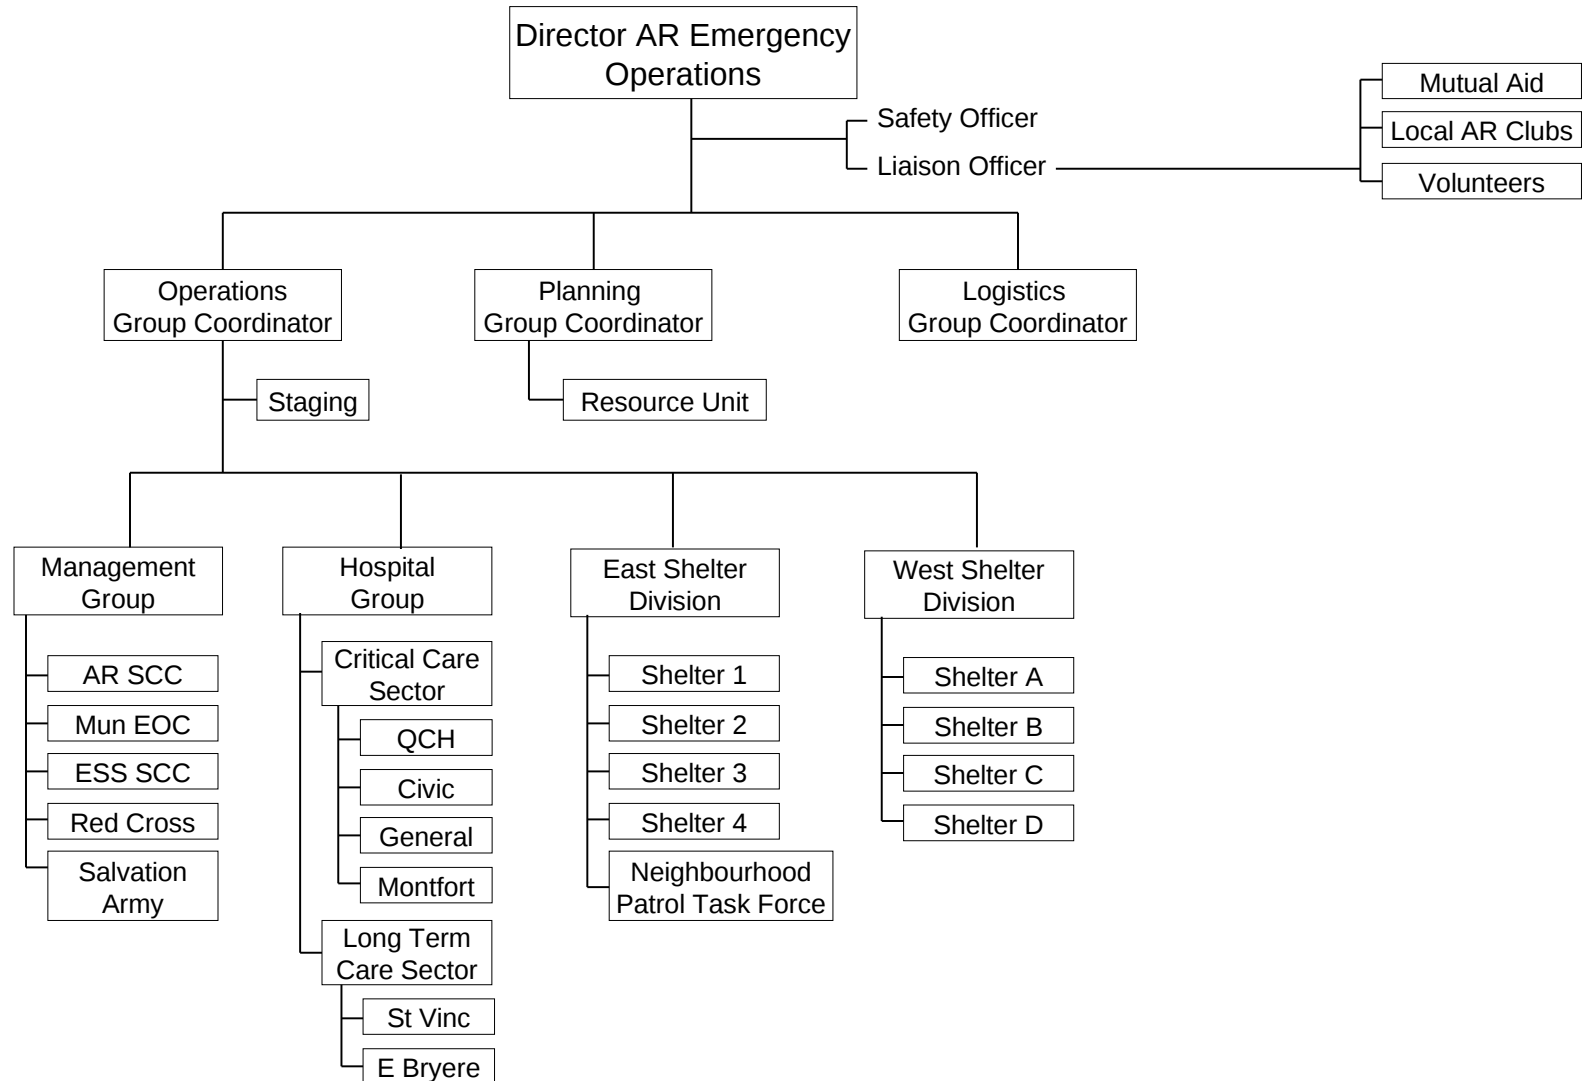 Director AR Emergency
Operations
Safety Officer
Liaison Officer
Mutual Aid
Local AR Clubs
Volunteers
Operations
Group Coordinator
Planning
Group Coordinator
Logistics
Group Coordinator
Staging
Resource Unit
Management
Group
AR SCC
Mun EOC
ESS SCC
Red Cross
Salvation
Army
Hospital
Group
Critical Care
Sector
QCH
Civic
General
Montfort
Long Term
Care Sector
St Vinc
E Bryere
East Shelter
Division
Shelter 1
Shelter 2
Shelter 3
Shelter 4
Neighbourhood
Patrol Task Force
West Shelter
Division
Shelter A
Shelter B
Shelter C
Shelter D